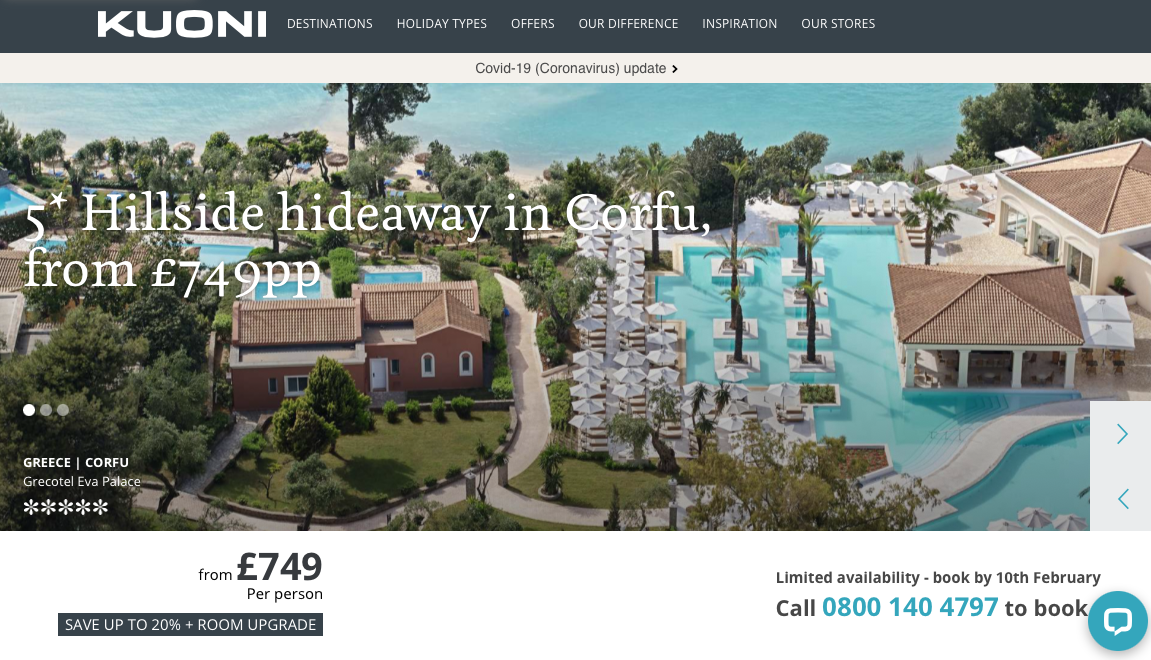 KUONI
DESTINATIONS HOLIDAY TYPES OFFERS OUR DIFFERENCE INSPIRATION OUR STORES
Covid-19 (Coronavirus) update
5* Hillside hideaway in Corfu,
from £749pp
GREECE | CORFU
Grecotel Eva Palace
✻✻✻✻✻
from £749
Per person
SAVE UP TO 20% + ROOM UPGRADE
Limited availability - book by 10th February
Call 0800 140 4797 to book